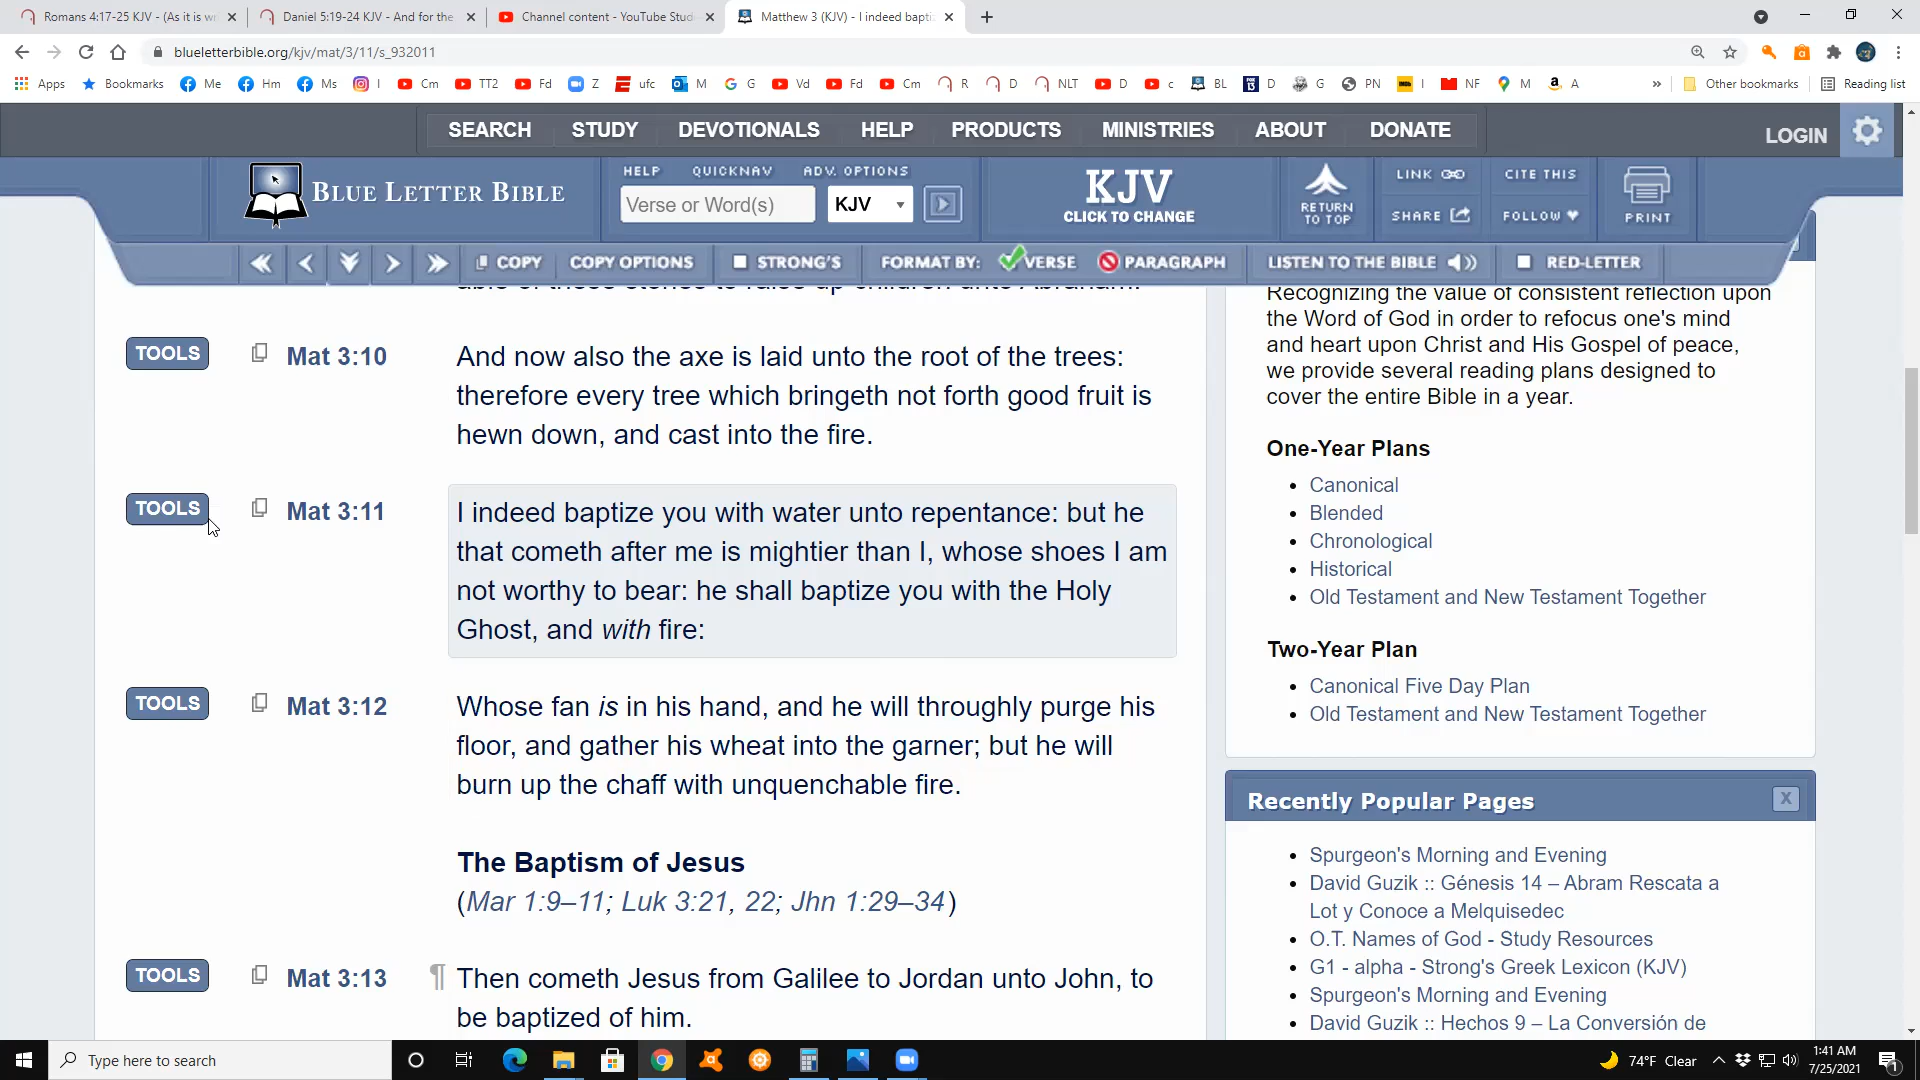 Romans 4:17-25 KJV - (As it is wr
Daniel 5:19-24 KJV - And for the
Channel content - YouTube Stud
Matthew 3 (KJV) - I indeed bapti
blueletterbible.org/kjv/mat/3/11/s_932011
Apps
Bookmarks
Me
Hm
Ms
I
Cm
TT2
Fd
Z
ufc
M
G
Vd
Fd
Cm
R
D
NLT
D
c
BL
D
G
PN
I
NF
M
A
»
Other bookmarks
Reading list
SEARCH
STUDY
DEVOTIONALS
HELP
PRODUCTS
MINISTRIES
ABOUT
DONATE
LOGIN
BLUE LETTER BIBLE
HELP
QUICKNAV
ADV. OPTIONS
Verse or Word(s)
KJV
KJV
CLICK TO CHANGE
RETURN
TO TOP
LINK
CITE THIS
SHARE
FOLLOW
PRINT
COPY
COPY OPTIONS
STRONG'S
FORMAT BY:
VERSE
PARAGRAPH
LISTEN TO THE BIBLE
RED-LETTER
able of these stones to raise up children unto Abraham.
TOOLS
Mat 3:10
And now also the axe is laid unto the root of the trees:
therefore every tree which bringeth not forth good fruit is
hewn down, and cast into the fire.
TOOLS
Mat 3:11
I indeed baptize you with water unto repentance: but he
that cometh after me is mightier than I, whose shoes I am
not worthy to bear: he shall baptize you with the Holy
Ghost, and with fire:
TOOLS
Mat 3:12
Whose fan is in his hand, and he will throughly purge his
floor, and gather his wheat into the garner; but he will
burn up the chaff with unquenchable fire.
The Baptism of Jesus
(Mar 1:9–11; Luk 3:21, 22; Jhn 1:29–34)
TOOLS
Mat 3:13
¶ Then cometh Jesus from Galilee to Jordan unto John, to
be baptized of him.
Recognizing the value of consistent reflection upon
the Word of God in order to refocus one's mind
and heart upon Christ and His Gospel of peace,
we provide several reading plans designed to
cover the entire Bible in a year.
One-Year Plans
• Canonical
• Blended
• Chronological
• Historical
• Old Testament and New Testament Together
Two-Year Plan
• Canonical Five Day Plan
• Old Testament and New Testament Together
Recently Popular Pages
X
• Spurgeon's Morning and Evening
• David Guzik :: Génesis 14 – Abram Rescata a
Lot y Conoce a Melquisedec
• O.T. Names of God - Study Resources
• G1 - alpha - Strong's Greek Lexicon (KJV)
• Spurgeon's Morning and Evening
• David Guzik :: Hechos 9 – La Conversión de
Type here to search
74°F Clear
1:41 AM
7/25/2021
1